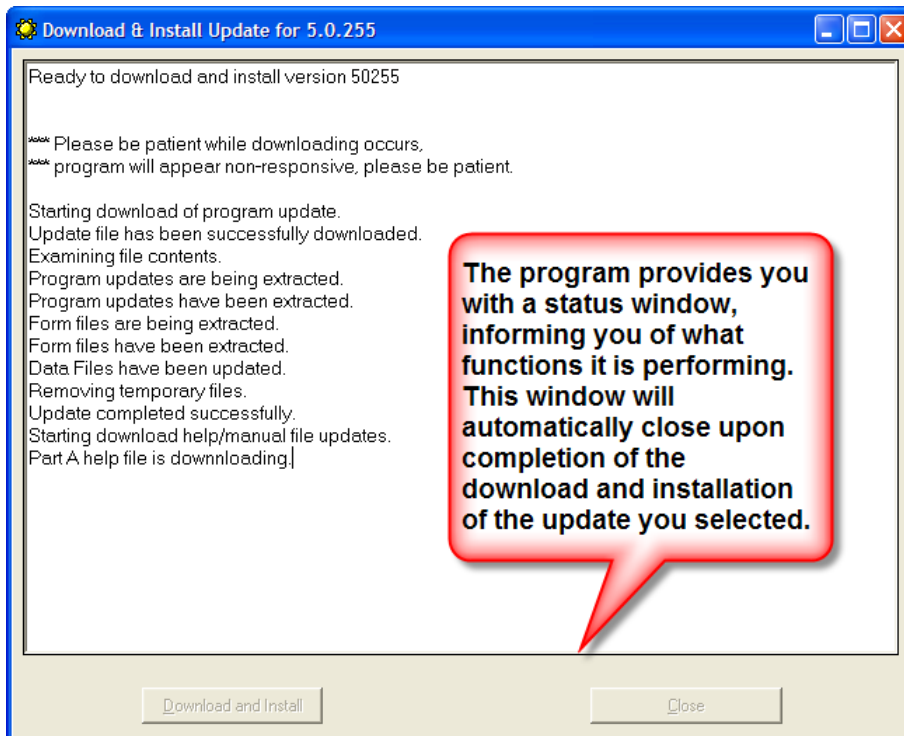 Download & Install Update for 5.0.255
Ready to download and install version 50255
*** Please be patient while downloading occurs,
*** program will appear non-responsive, please be patient.
Starting download of program update.
Update file has been successfully downloaded.
Examining file contents.
Program updates are being extracted.
Program updates have been extracted.
Form files are being extracted.
Form files have been extracted.
Data Files have been updated.
Removing temporary files.
Update completed successfully.
Starting download help/manual file updates.
Part A help file is downnloading.
The program provides you
with a status window,
informing you of what
functions it is performing.
This window will
automatically close upon
completion of the
download and installation
of the update you selected.
Download and Install
Close